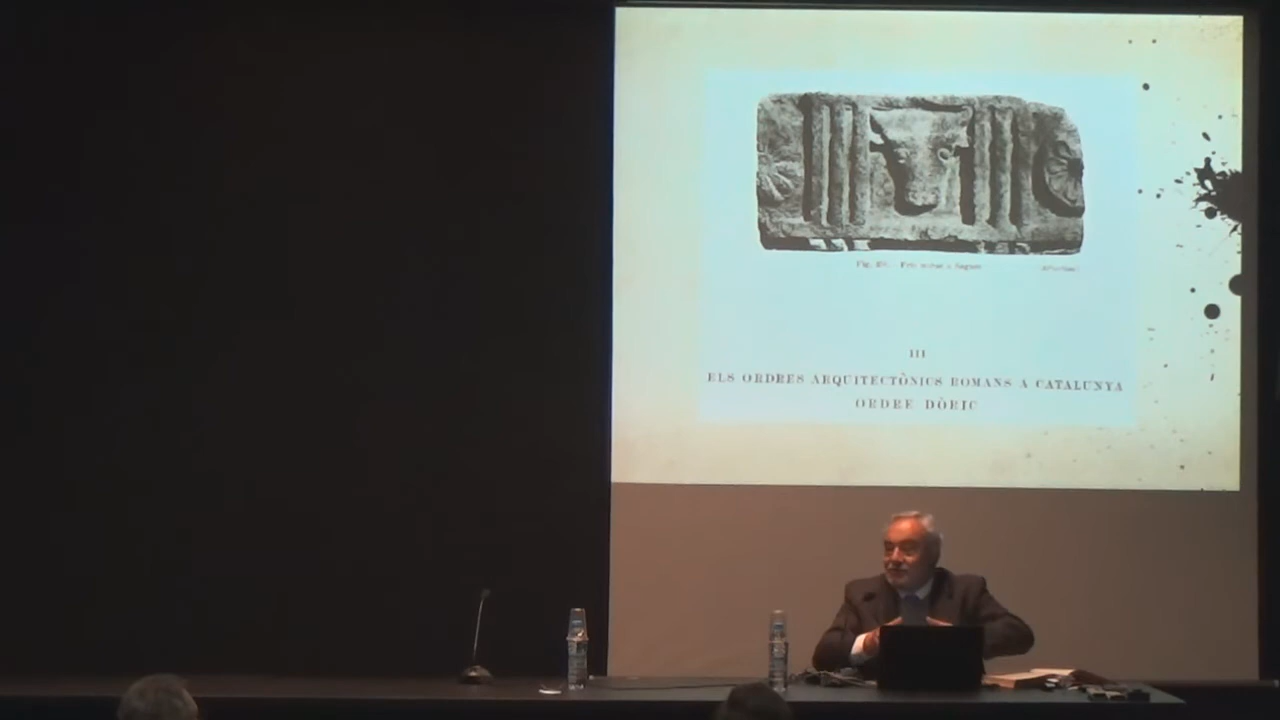 III
ELS ORDRES ARQUITECTÒNICS ROMANS A CATALUNYA
ORDRE DÒRIC